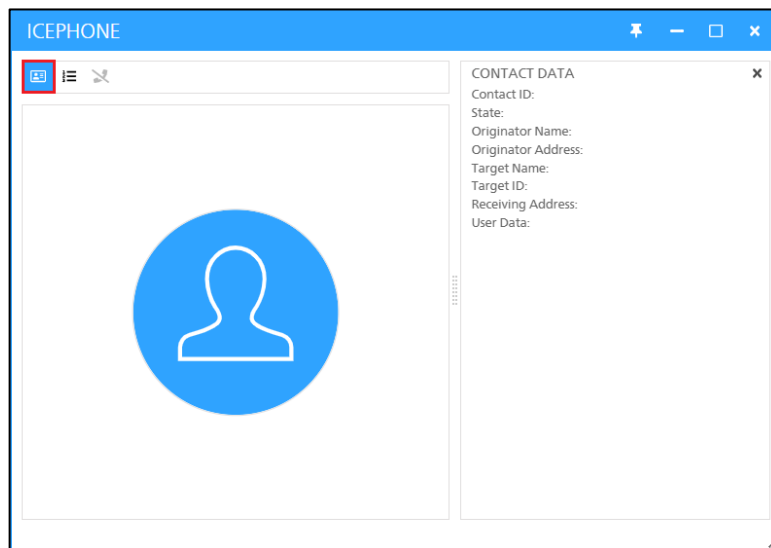 ICEPHONE
CONTACT DATA
Contact ID:
State:
Originator Name:
Originator Address:
Target Name:
Target ID:
Receiving Address:
User Data: